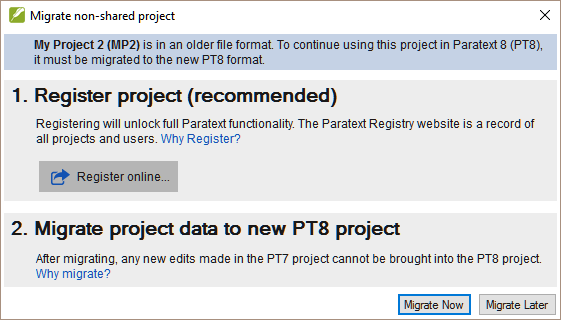 Migrate non-shared project
My Project 2 (MP2) is in an older file format. To continue using this project in Paratext 8 (PT8),
it must be migrated to the new PT8 format.
1. Register project (recommended)
Registering will unlock full Paratext functionality. The Paratext Registry website is a record of
all projects and users. Why Register?
Register online...
2. Migrate project data to new PT8 project
After migrating, any new edits made in the PT7 project cannot be brought into the PT8 project.
Why migrate?
Migrate Now Migrate Later